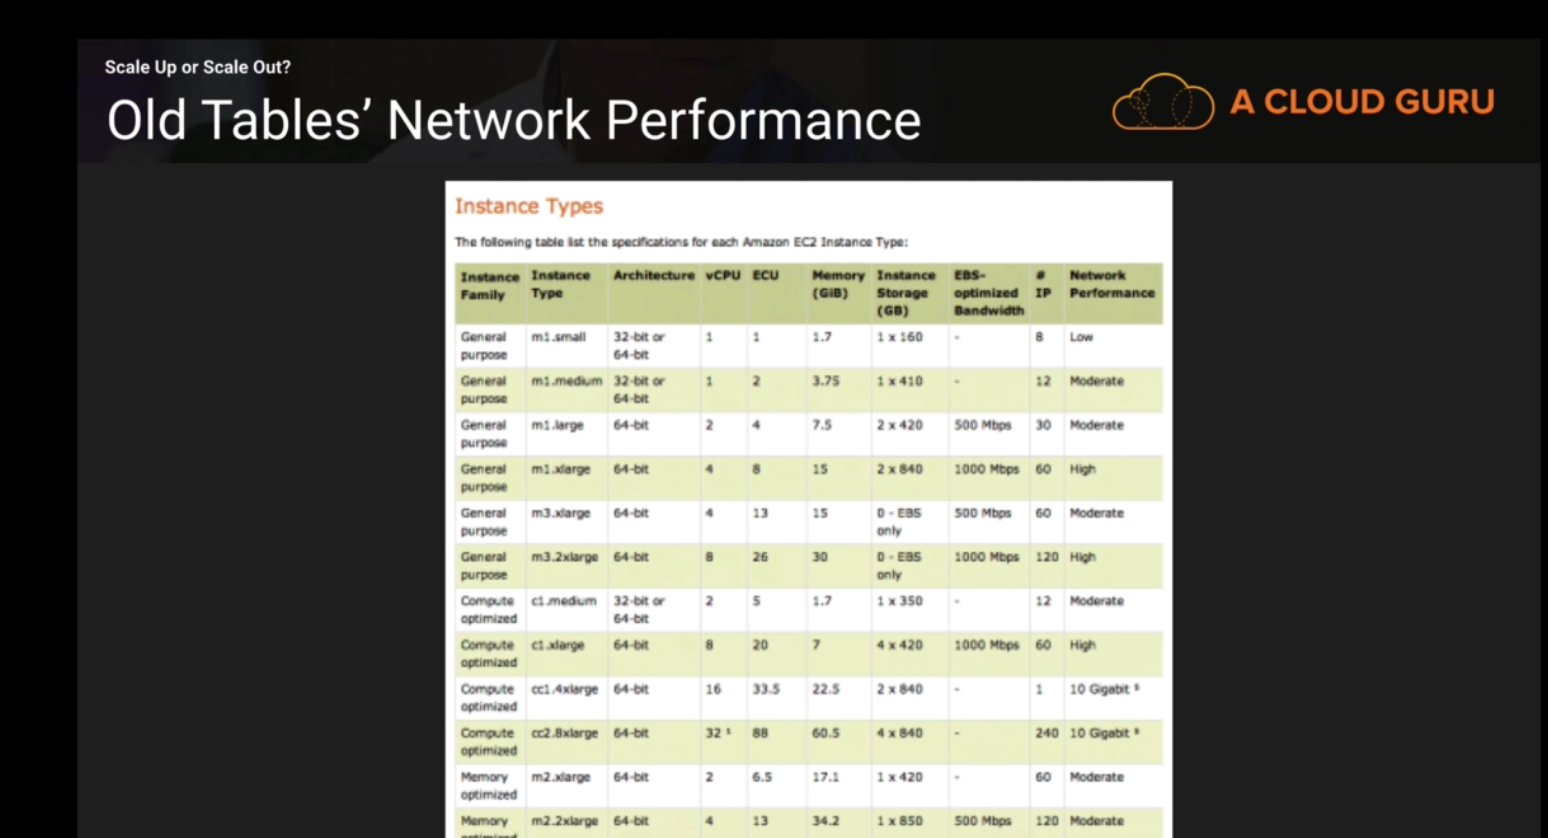 Scale Up or Scale Out?
Old Tables’ Network Performance
A CLOUD GURU
Instance Types
The following table list the specifications for each Amazon EC2 Instance Type:
Instance Family Instance Type Architecture vCPU ECU Memory (GiB) Instance Storage (GB) EBS-optimized Bandwidth # IP Network Performance
General purpose m1.small 32-bit or 64-bit 1 1 1.7 1 x 160 - 8 Low
General purpose m1.medium 32-bit or 64-bit 1 2 3.75 1 x 410 - 12 Moderate
General purpose m1.large 64-bit 2 4 7.5 2 x 420 500 Mbps 30 Moderate
General purpose m1.xlarge 64-bit 4 8 15 2 x 840 1000 Mbps 60 High
General purpose m3.xlarge 64-bit 4 13 15 0 - EBS only 500 Mbps 60 Moderate
General purpose m3.2xlarge 64-bit 8 26 30 0 - EBS only 1000 Mbps 120 High
Compute optimized c1.medium 32-bit or 64-bit 2 5 1.7 1 x 350 - 12 Moderate
Compute optimized c1.xlarge 64-bit 8 20 7 4 x 420 1000 Mbps 60 High
Compute optimized cc1.4xlarge 64-bit 16 33.5 22.5 2 x 840 - 1 10 Gigabit
Compute optimized cc2.8xlarge 64-bit 32 88 60.5 4 x 840 - 240 10 Gigabit
Memory optimized m2.xlarge 64-bit 2 6.5 17.1 1 x 420 - 60 Moderate
Memory optimized m2.2xlarge 64-bit 4 13 34.2 1 x 850 500 Mbps 120 Moderate